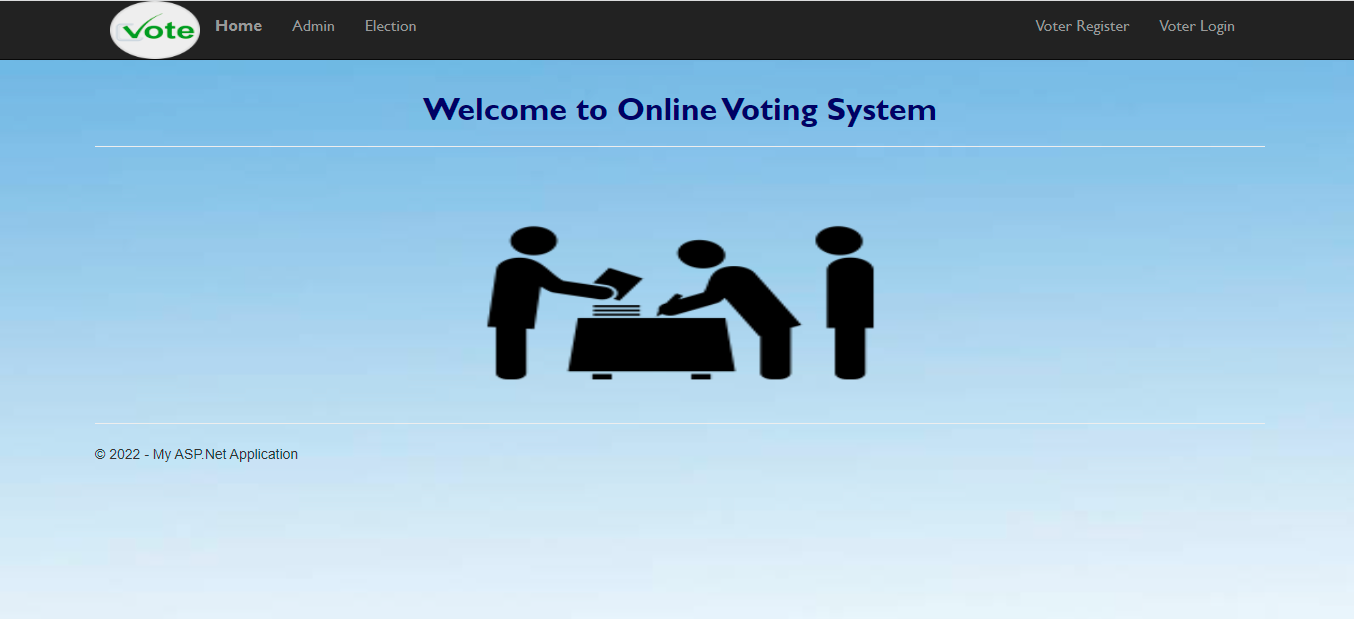 Vote Home Admin Election Voter Register Voter Login
Welcome to Online Voting System
© 2022 - My ASP.Net Application